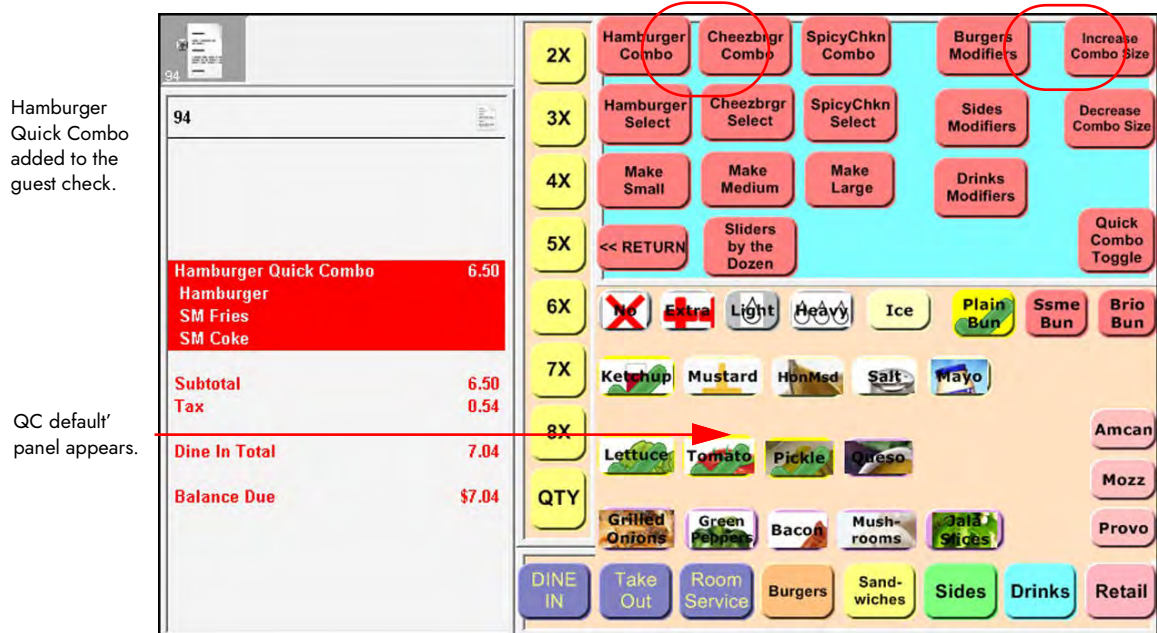 Hamburger
Quick Combo
added to the
guest check.
QC default’
panel appears.
94
94
Hamburger Quick Combo 6.50
Hamburger
SM Fries
SM Coke
Subtotal 6.50
Tax 0.54
Dine In Total 7.04
Balance Due $7.04
2X
3X
4X
5X
6X
7X
8X
QTY
Hamburger
Combo
Cheezbrgr
Combo
SpicyChkn
Combo
Burgers
Modifiers
Increase
Combo Size
Hamburger
Select
Cheezbrgr
Select
SpicyChkn
Select
Sides
Modifiers
Decrease
Combo Size
Make
Small
Make
Medium
Make
Large
Drinks
Modifiers
<< RETURN
Sliders
by the
Dozen
Quick
Combo
Toggle
No
Extra
Light
Heavy
Ice
Plain
Bun
Ssme
Bun
Brio
Bun
Ketchup
Mustard
HonMsd
Salt
Mayo
Lettuce
Tomato
Pickle
Queso
Amcan
Mozz
Provo
Grilled
Onions
Green
Peppers
Bacon
Mush-
rooms
Jala
Slices
DINE
IN
Take
Out
Room
Service
Burgers
Sand-
wiches
Sides
Drinks
Retail